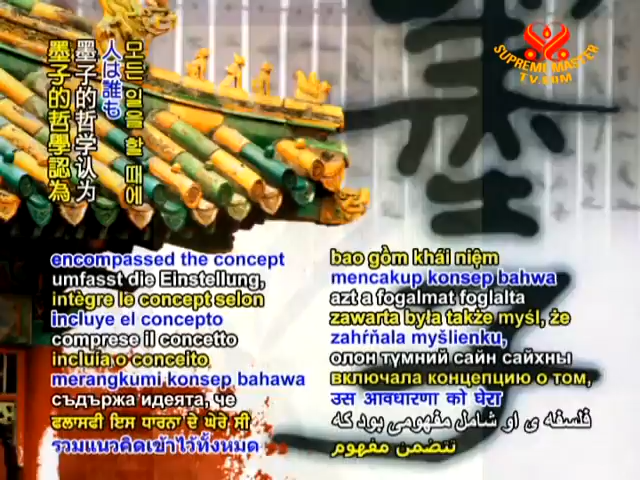 SUPREME MASTER
TV.COM
모든 일을 할 때에
人は誰も
墨子的哲学认为
墨子的哲學認為
encompassed the concept
umfasst die Einstellung,
intègre le concept selon
incluye el concepto
comprese il concetto
incluía o conceito
merangkumi konsep bahawa
съдържа идеята, че
ਫਲਾਸਫੀ ਇਸ ਧਾਰਨਾ ਦੇ ਘੇਰੇ ਸੀ
รวมแนวคิดเข้าไว้ทั้งหมด
bao gồm khái niệm
mencakup konsep bahwa
azt a fogalmat foglalta
zawarta była także myśl, że
zahŕňala myšlienku,
олон түмний сайн сайхны
включала концепцию о том,
उस अवधारणा को घेरा
فلسفه ی او شامل مفهومی بود که
تتضمن مفهوم
墨子